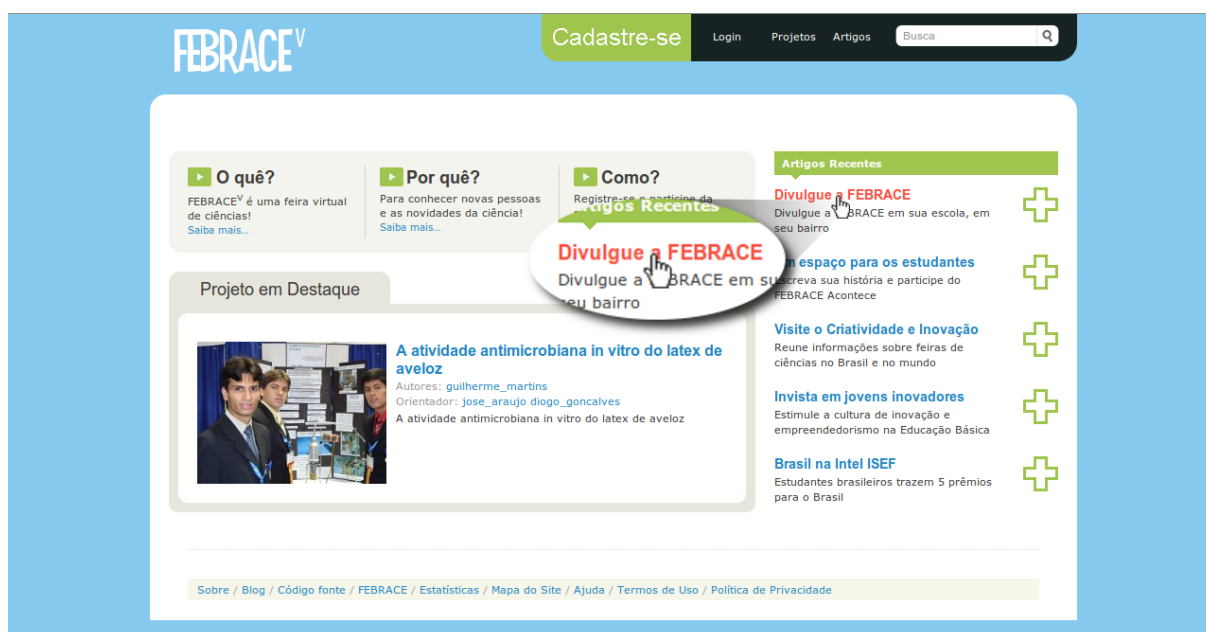 FEBRACE V
Cadastre-se
Login
Projetos
Artigos
Busca
O quê?
FEBRACE V é uma feira virtual
de ciências!
Saiba mais...
Por quê?
Para conhecer novas pessoas
e as novidades da ciência!
Saiba mais...
Como?
Registre-se e participe da
Artigos Recentes
Divulgue a FEBRACE
Divulgue a BRACE em su
seu bairro
Projeto em Destaque
A atividade antimicrobiana in vitro do latex de
aveloz
Autores: guilherme_martins
Orientador: jose_araujo diogo_goncalves
A atividade antimicrobiana in vitro do latex de aveloz
Artigos Recentes
Divulgue a FEBRACE
Divulgue a BRACE em sua escola, em
seu bairro
espaço para os estudantes
screva sua história e participe do
FEBRACE Acontece
Visite o Criatividade e Inovação
Reune informações sobre feiras de
ciências no Brasil e no mundo
Invista em jovens inovadores
Estimule a cultura de inovação e
empreendedorismo na Educação Básica
Brasil na Intel ISEF
Estudantes brasileiros trazem 5 prêmios
para o Brasil
Sobre / Blog / Código fonte / FEBRACE / Estatísticas / Mapa do Site / Ajuda / Termos de Uso / Política de Privacidade